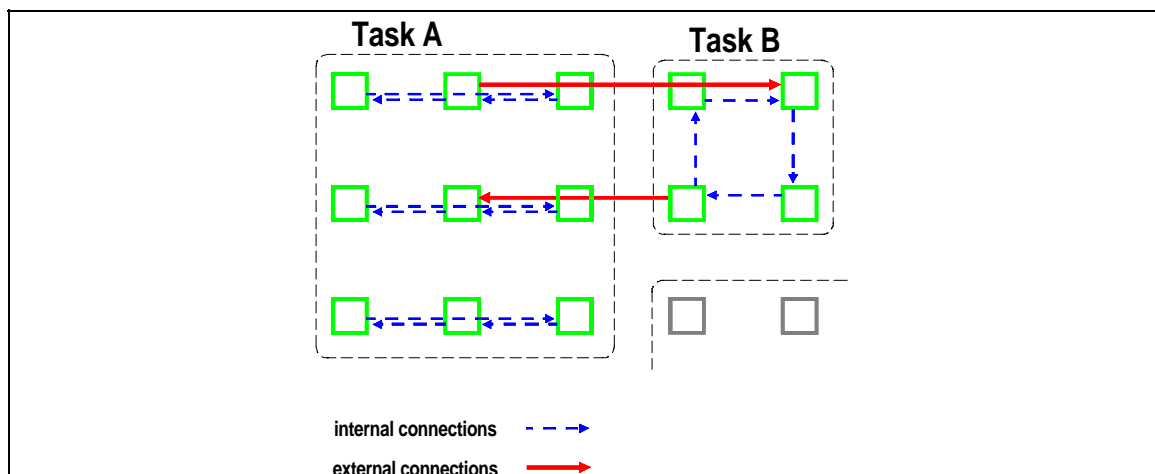 Task A
Task B
internal connections
external connections